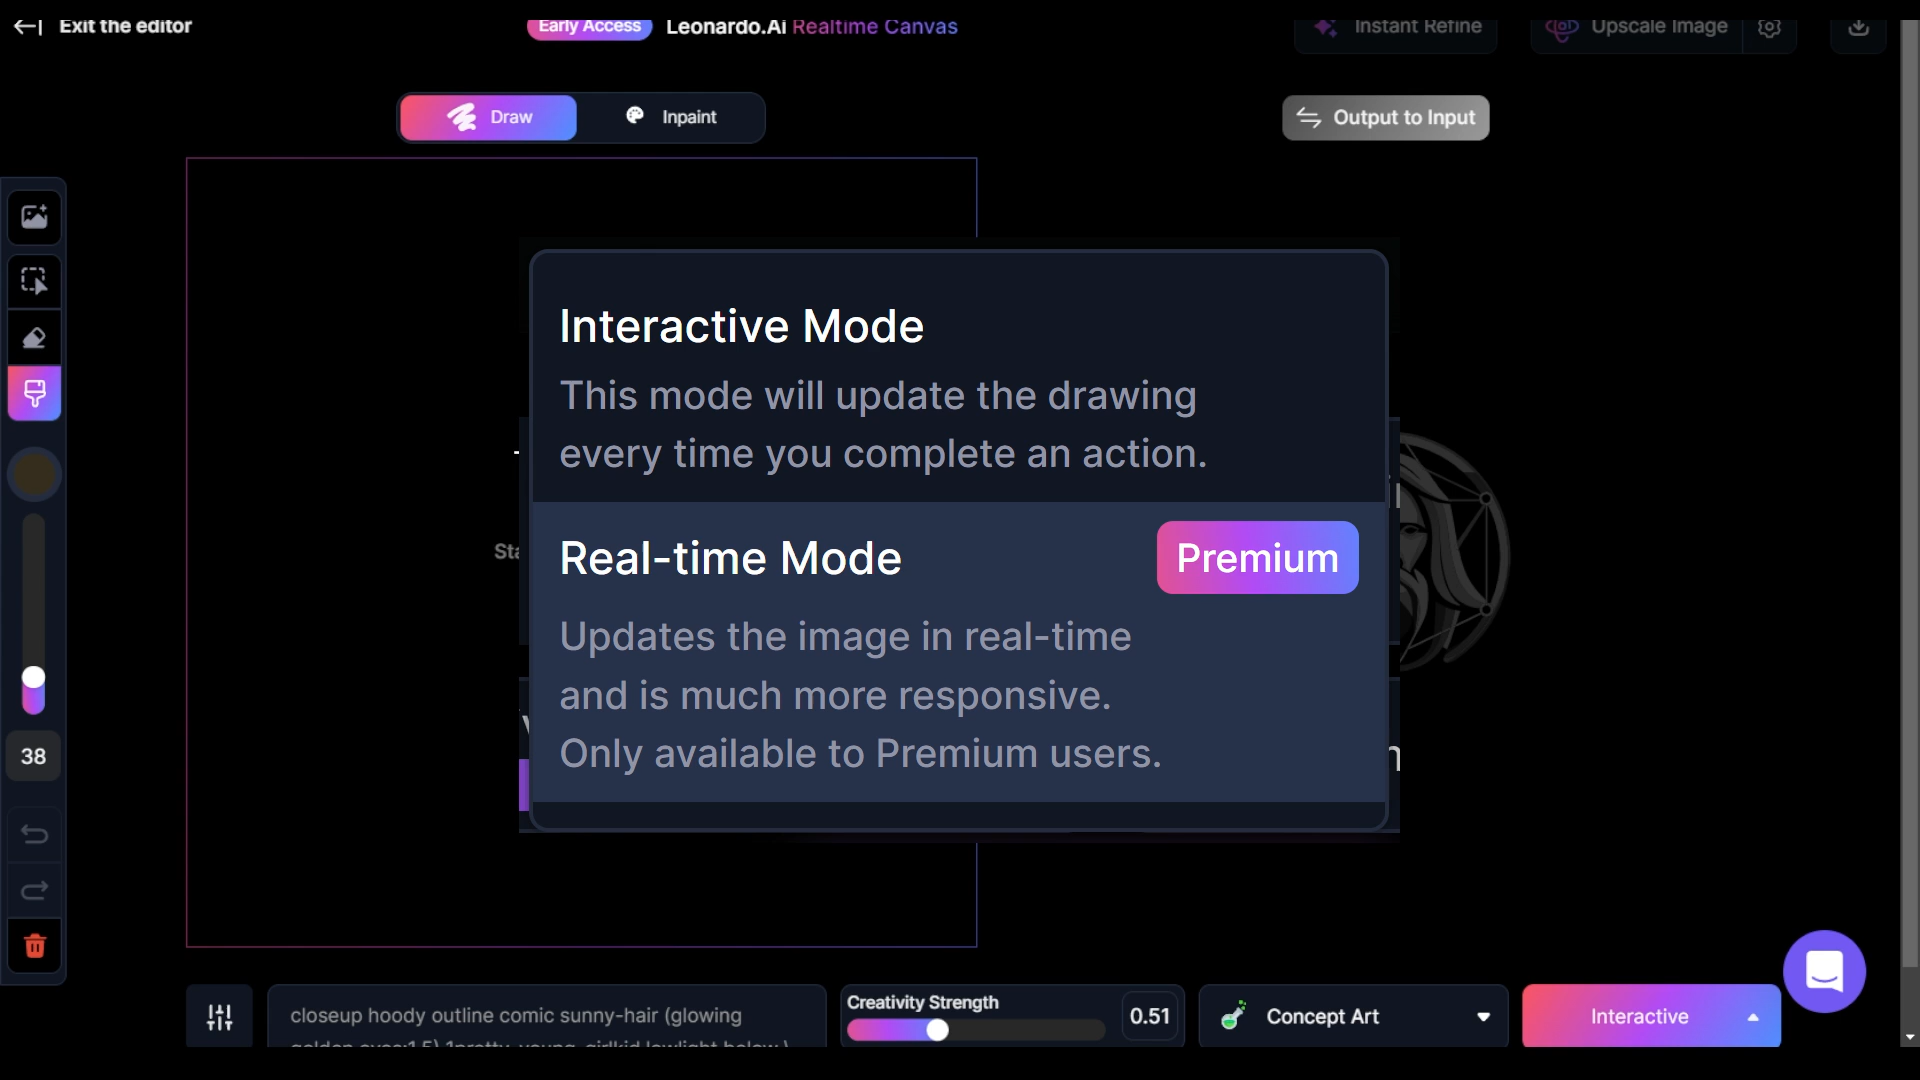 Exit the editor
Early Access Leonardo.Ai Realtime Canvas
Instant Refine
Upscale Image
Draw
Inpaint
Output to Input
Interactive Mode
This mode will update the drawing
every time you complete an action.
Real-time Mode
Premium
Updates the image in real-time
and is much more responsive.
Only available to Premium users.
38
closeup hoody outline comic sunny-hair (glowing
Creativity Strength
0.51
Concept Art
Interactive